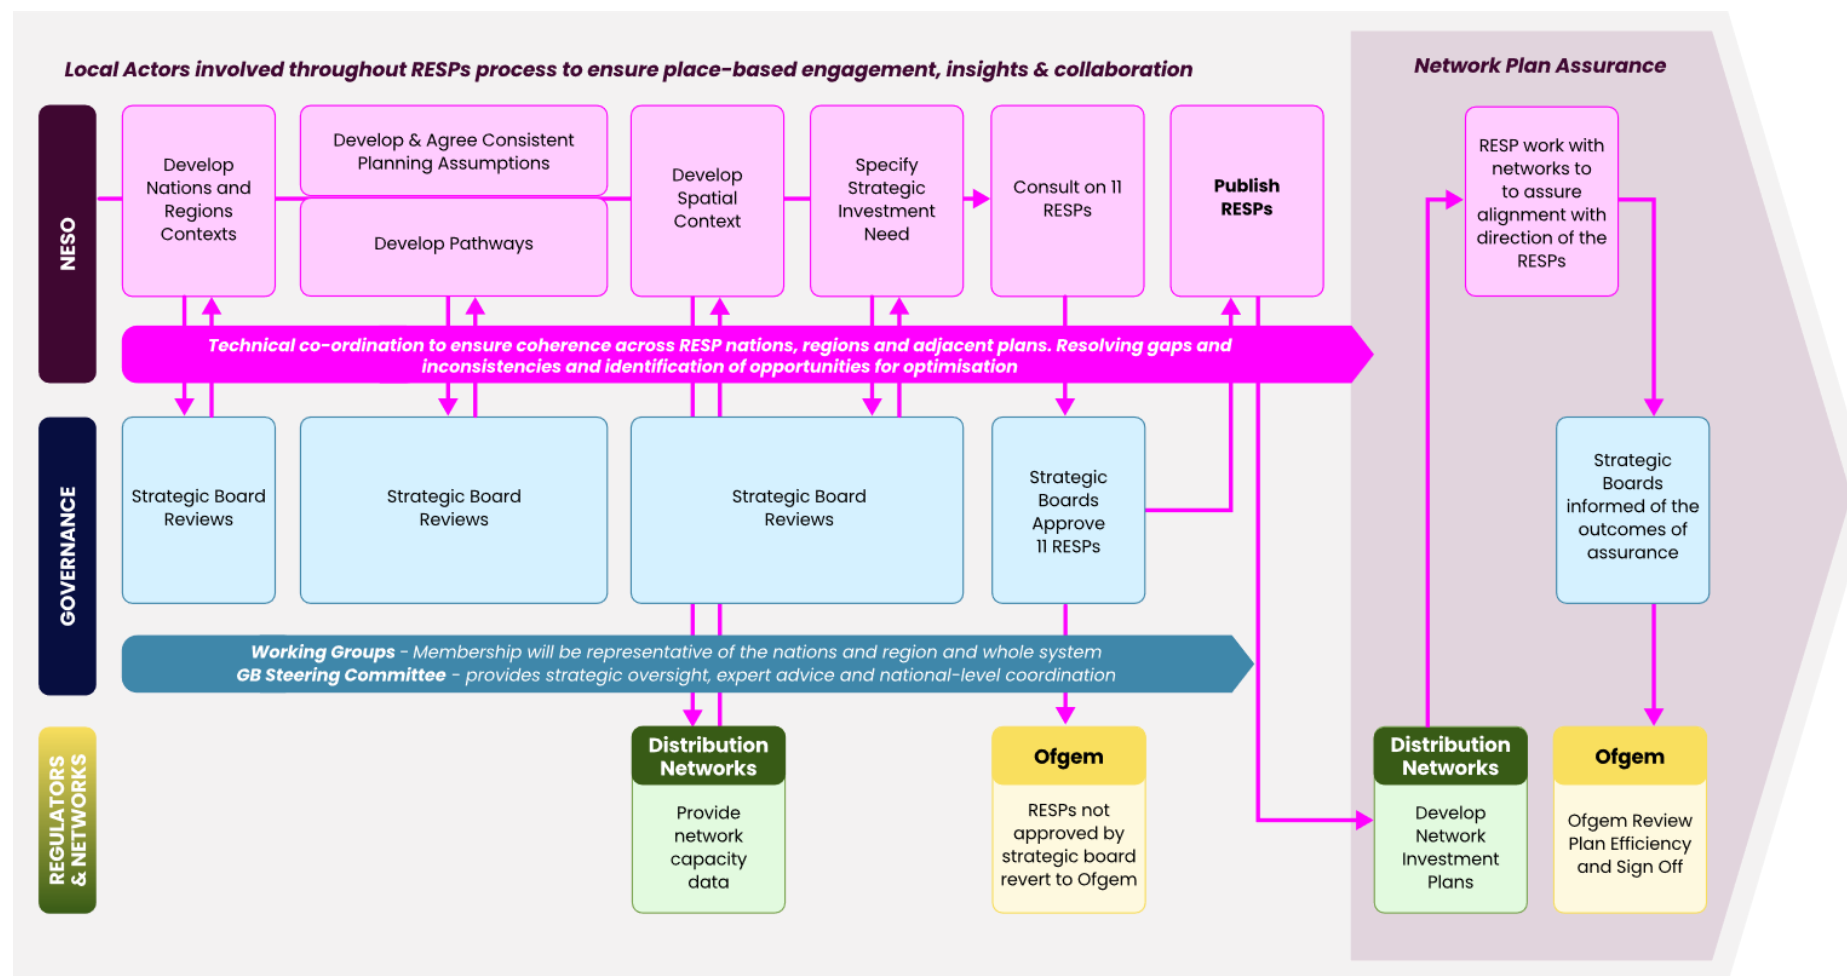 Local Actors involved throughout RESPs process to ensure place-based engagement, insights & collaboration
Network Plan Assurance
NESO
Develop
Nations and
Regions
Contexts
Develop & Agree Consistent
Planning Assumptions
Develop Pathways
Develop
Spatial
Context
Specify
Strategic
Investment
Need
Consult on 11
RESPs
Publish
RESPs
RESP work with
networks to
to assure
alignment with
direction of the
RESPs
Technical co-ordination to ensure coherence across RESP nations, regions and adjacent plans. Resolving gaps and
inconsistencies and identification of opportunities for optimisation
GOVERNANCE
Strategic Board
Reviews
Strategic Board
Reviews
Strategic Board
Reviews
Strategic
Boards
Approve
11 RESPs
Strategic
Boards
informed of the
outcomes of
assurance
Working Groups - Membership will be representative of the nations and region and whole system
GB Steering Committee - provides strategic oversight, expert advice and national-level coordination
REGULATORS
& NETWORKS
Distribution
Networks
Provide
network
capacity
data
Ofgem
RESPs not
approved by
strategic board
revert to Ofgem
Distribution
Networks
Develop
Network
Investment
Plans
Ofgem
Ofgem Review
Plan Efficiency
and Sign Off